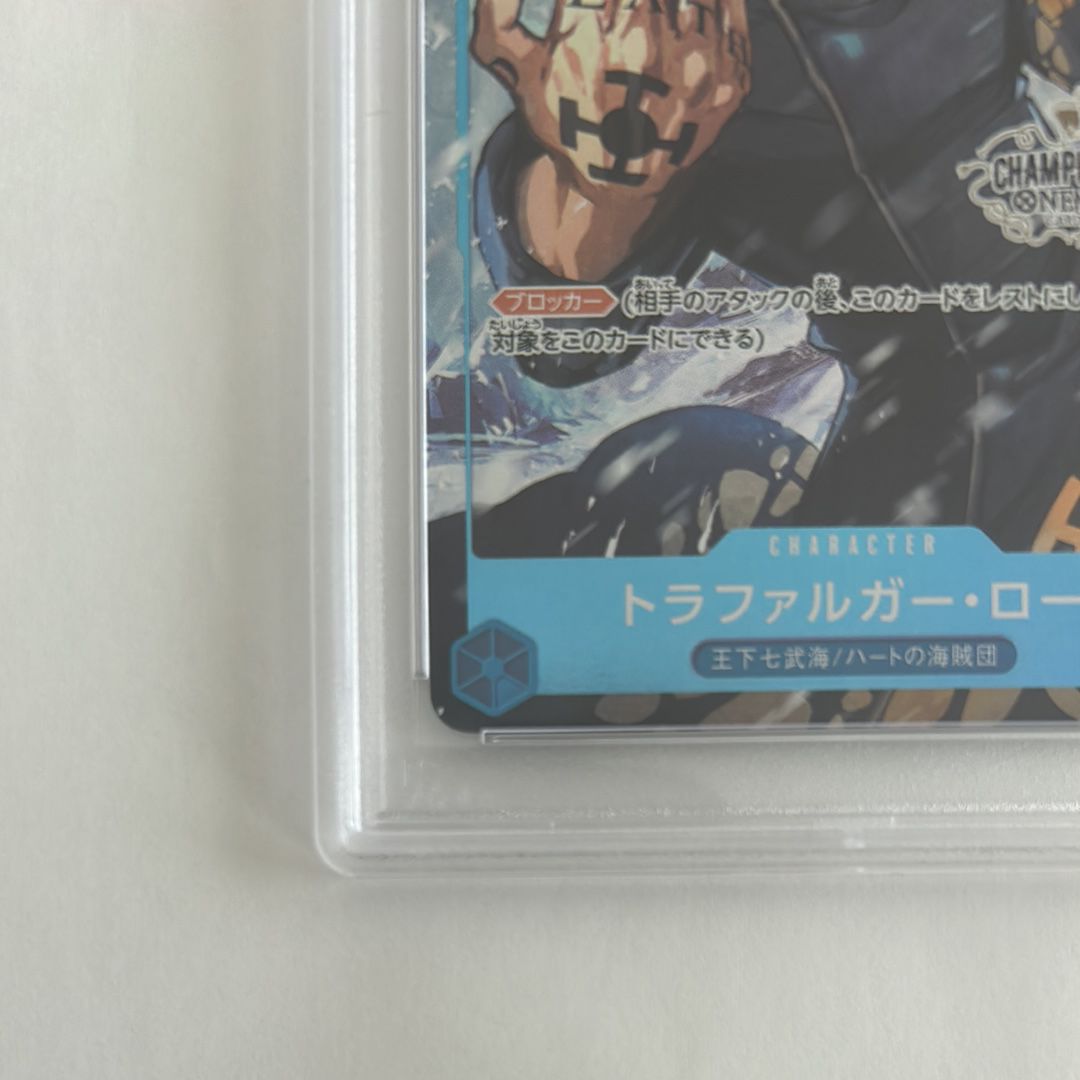 CHAMP
ONE
ブロッカー (相手のアタックの後、このカードをレストにし
対象をこのカードにできる)
CHARACTER
トラファルガー・ロー
王下七武海/ハートの海賊団